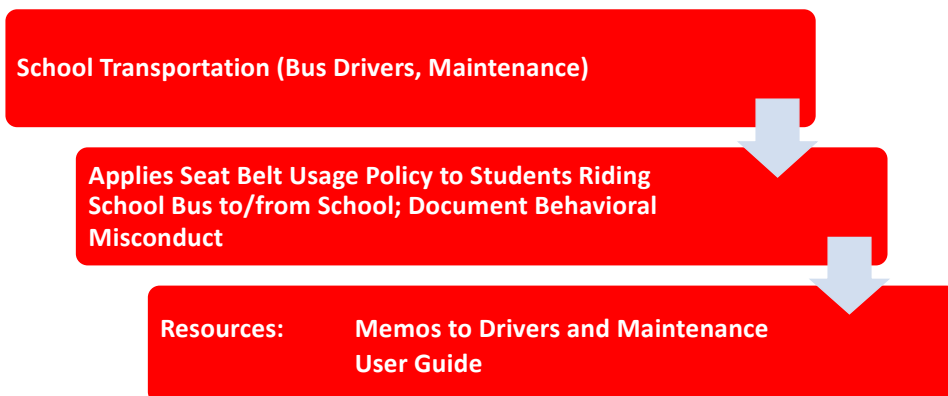 School Transportation (Bus Drivers, Maintenance)
Applies Seat Belt Usage Policy to Students Riding
School Bus to/from School; Document Behavioral
Misconduct
Resources: Memos to Drivers and Maintenance
User Guide